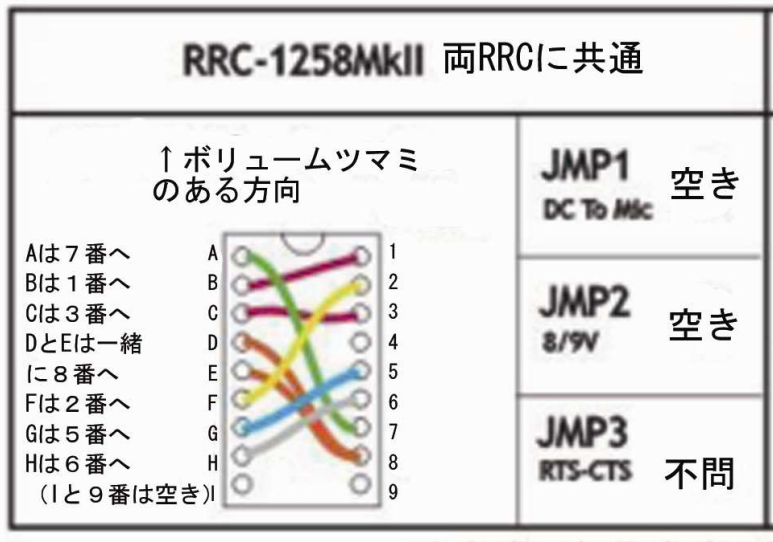 RRC-1258MkII 両RRCに共通
↑ボリュームツマミ
のある方向
JMP1 空き
DC To Mic
Aは７番へ A 1
Bは１番へ B 2
Cは３番へ C 3
DとEは一緒 D 4
に８番へ E 5
Fは２番へ F 6
Gは５番へ G 7
Hは６番へ H 8
(Iと９番は空き)I 9
JMP2 空き
8/9V
JMP3
RTS-CTS 不問